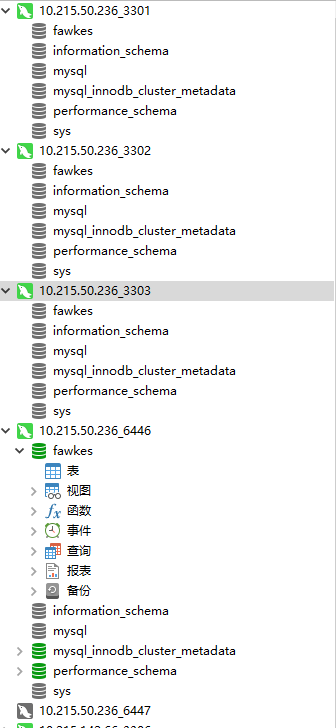 10.215.50.236_3301
fawkes
information_schema
mysql
mysql_innodb_cluster_metadata
performance_schema
sys
10.215.50.236_3302
fawkes
information_schema
mysql
mysql_innodb_cluster_metadata
performance_schema
sys
10.215.50.236_3303
fawkes
information_schema
mysql
mysql_innodb_cluster_metadata
performance_schema
sys
10.215.50.236_6446
fawkes
表
视图
fx 函数
事件
查询
报表
备份
information_schema
mysql
mysql_innodb_cluster_metadata
performance_schema
sys
10.215.50.236_6447